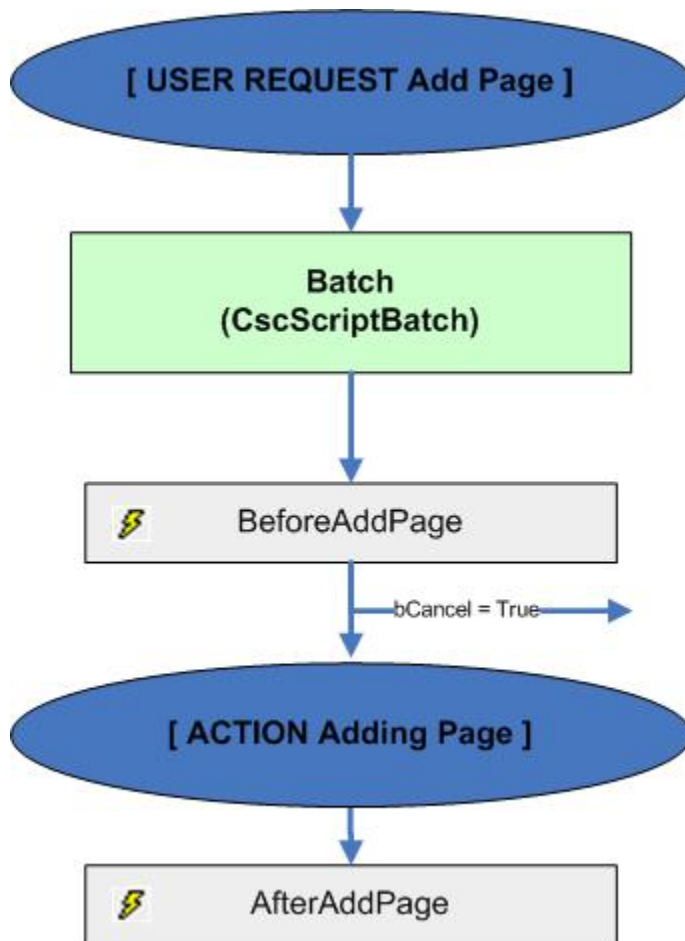 [ USER REQUEST Add Page ]
Batch
(CscScriptBatch)
BeforeAddPage
bCancel = True
[ ACTION Adding Page ]
AfterAddPage